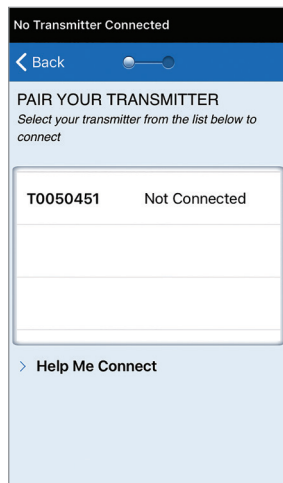 No Transmitter Connected
Back
PAIR YOUR TRANSMITTER
Select your transmitter from the list below to
connect
T0050451 Not Connected
Help Me Connect